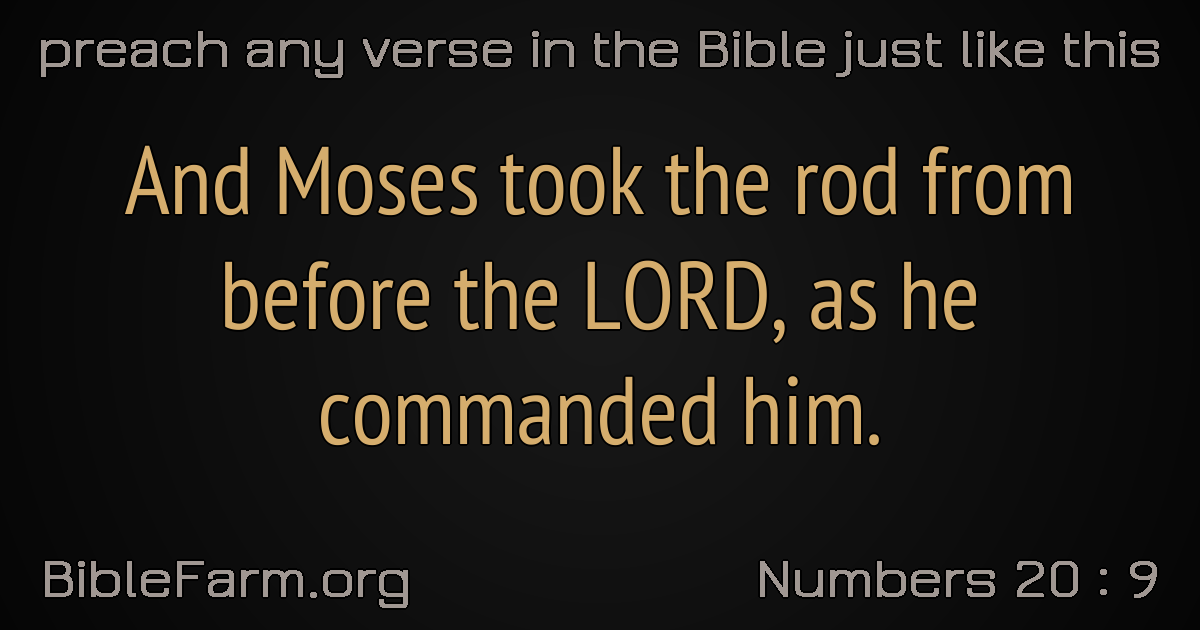 preach any verse in the Bible just like this
And Moses took the rod from
before the LORD, as he
commanded him.
BibleFarm.org
Numbers 20 : 9